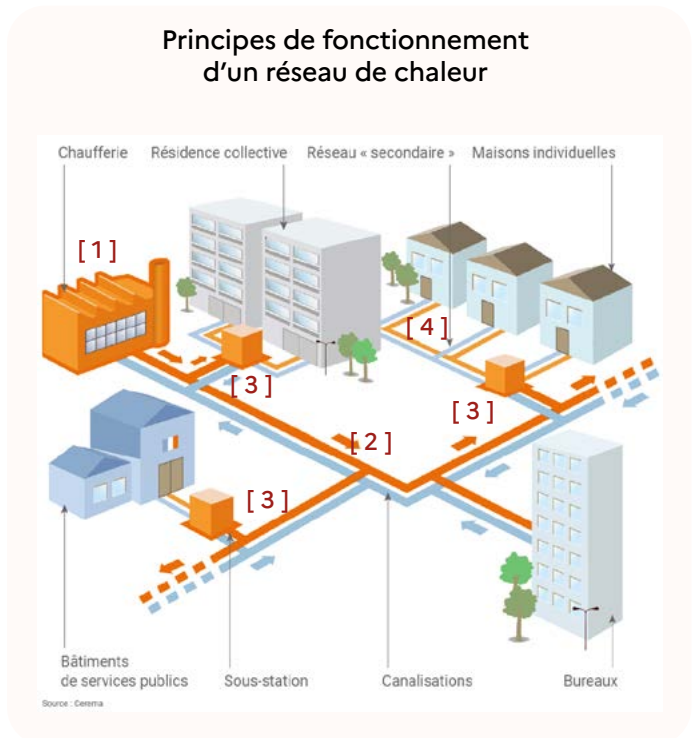 Principes de fonctionnement
d’un réseau de chaleur
Chaufferie
Résidence collective
Réseau « secondaire »
Maisons individuelles
[ 1 ]
[ 4 ]
[ 3 ]
[ 3 ]
[ 2 ]
[ 3 ]
Bâtiments
de services publics
Sous-station
Canalisations
Bureaux
Source : Cerema